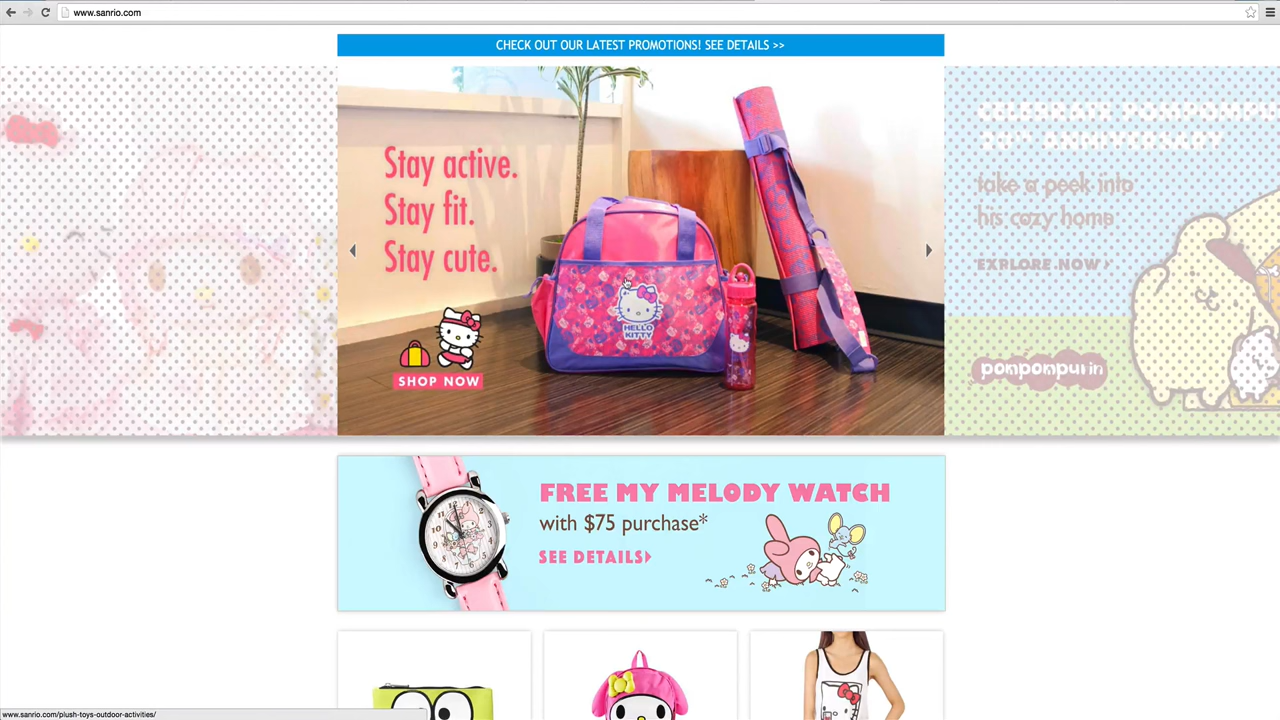 www.sanrio.com
CHECK OUT OUR LATEST PROMOTIONS! SEE DETAILS >>
Stay active.
Stay fit.
Stay cute.
SHOP NOW
HELLO
KITTY
take a peek into
his cozy home
EXPLORE NOW
pompompurin
FREE MY MELODY WATCH
with $75 purchase*
SEE DETAILS
www.sanrio.com/plush-toys-outdoor-activities/